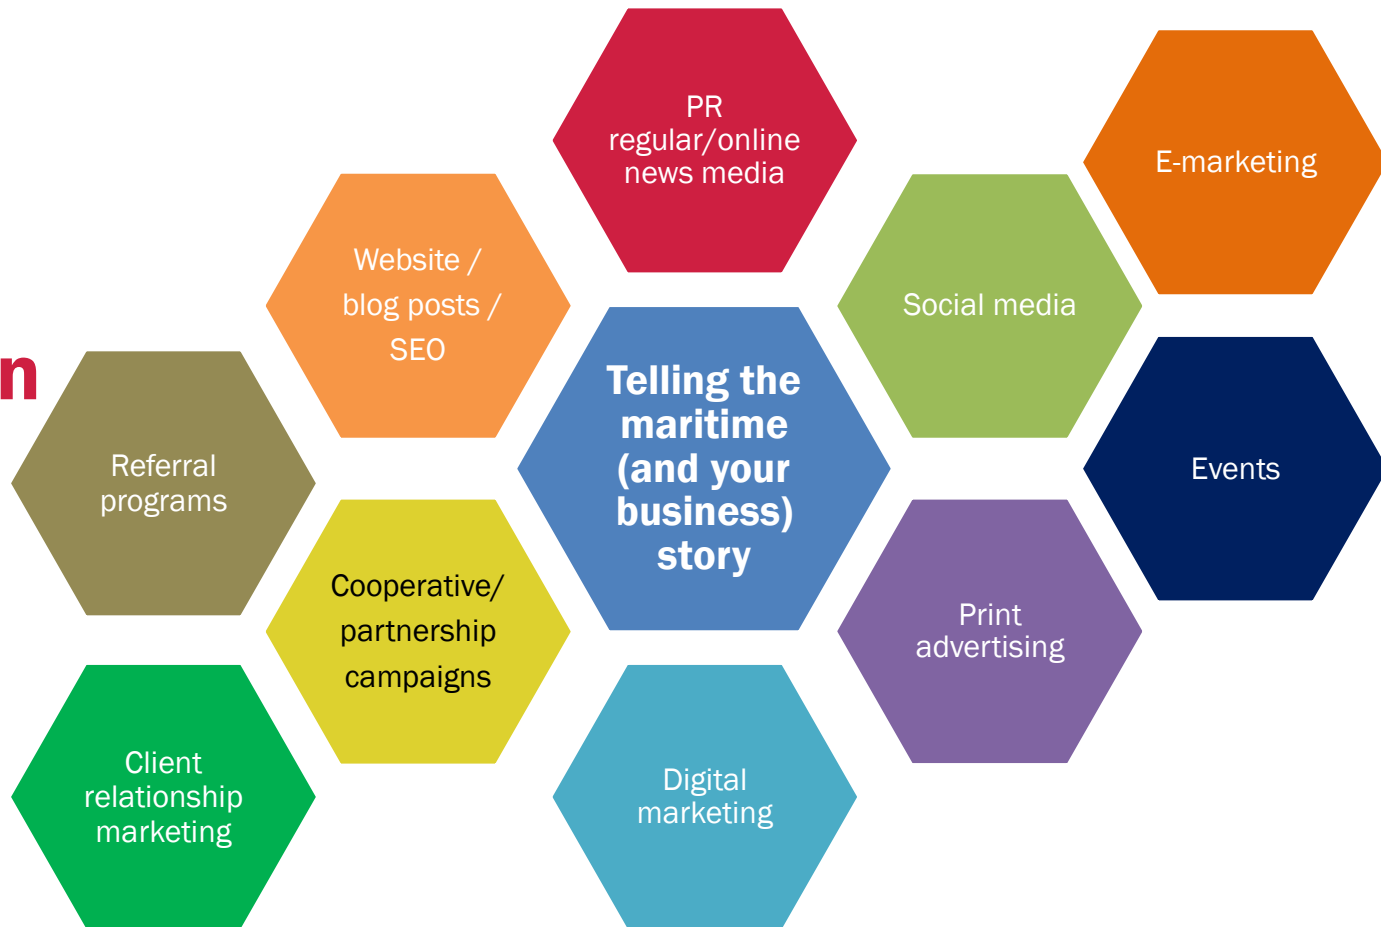 PR
regular/online
news media
E-marketing
Website /
blog posts /
SEO
Social media
n
Telling the
maritime
(and your
business)
story
Referral
programs
Events
Cooperative/
partnership
campaigns
Print
advertising
Client
relationship
marketing
Digital
marketing